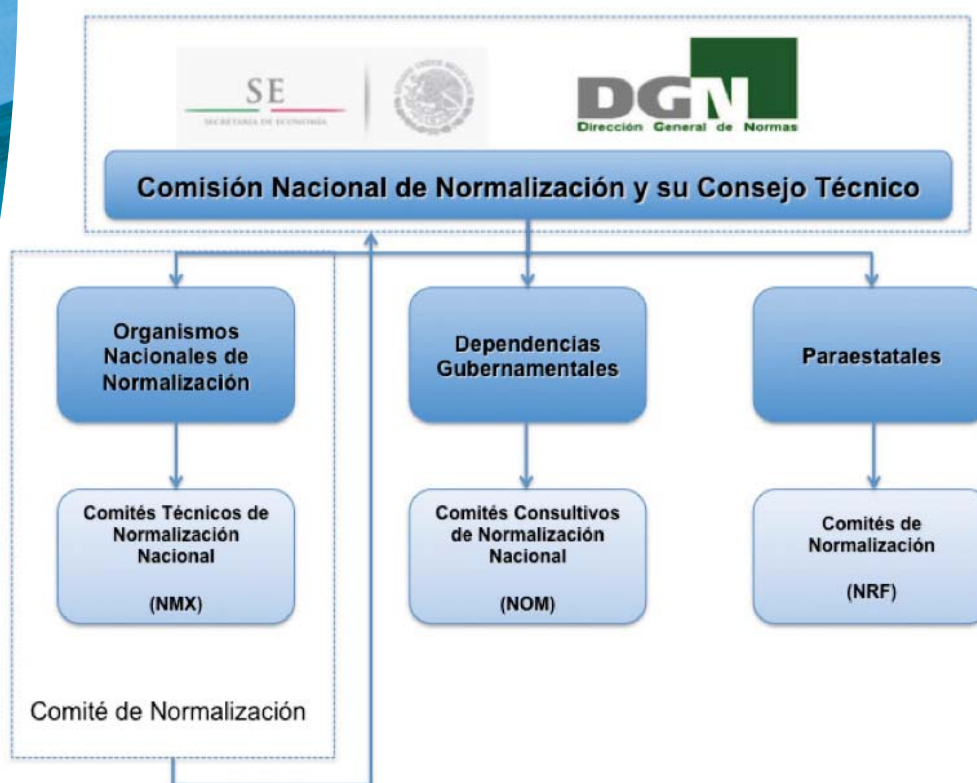 SE
SECRETARÍA DE ECONOMÍA
DGN
Dirección General de Normas
Comisión Nacional de Normalización y su Consejo Técnico
Organismos
Nacionales de
Normalización
Dependencias
Gubernamentales
Paraestatales
Comités Técnicos de
Normalización
Nacional
(NMX)
Comités Consultivos
de Normalización
Nacional
(NOM)
Comités de
Normalización
(NRF)
Comité de Normalización